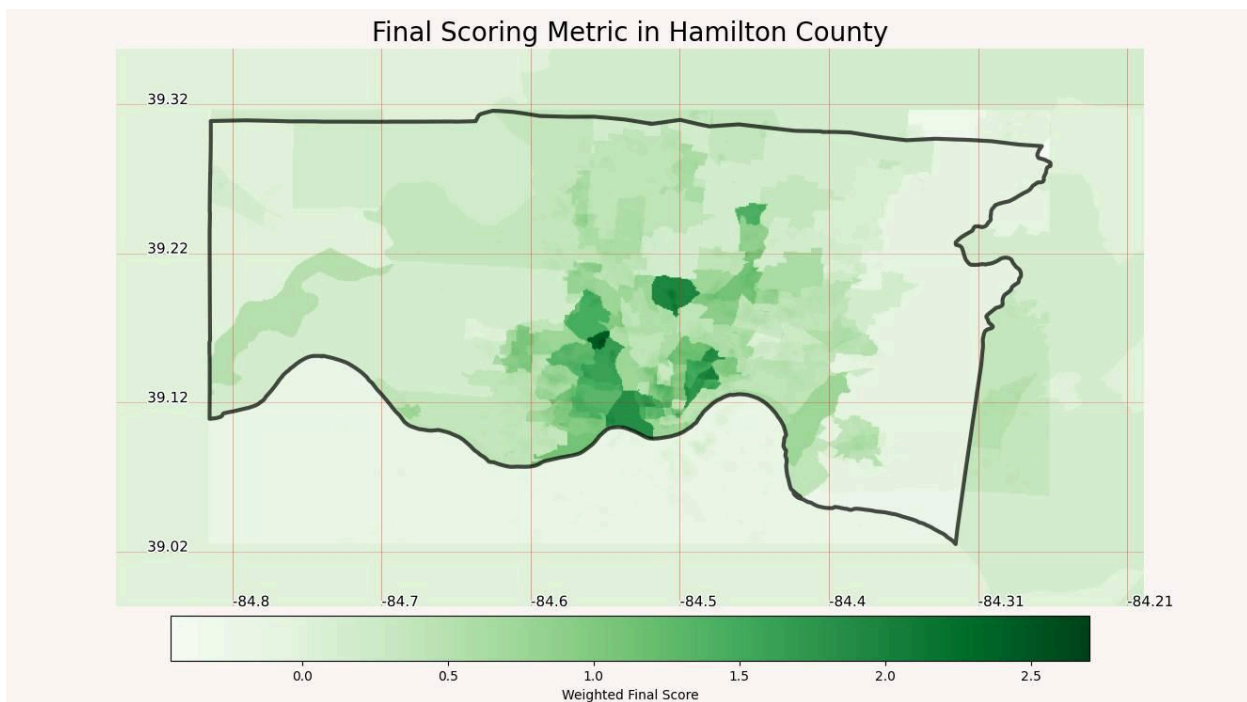 Final Scoring Metric in Hamilton County
39.32
39.22
39.12
39.02
-84.8 -84.7 -84.6 -84.5 -84.4 -84.31 -84.21
0.0 0.5 1.0 1.5 2.0 2.5
Weighted Final Score